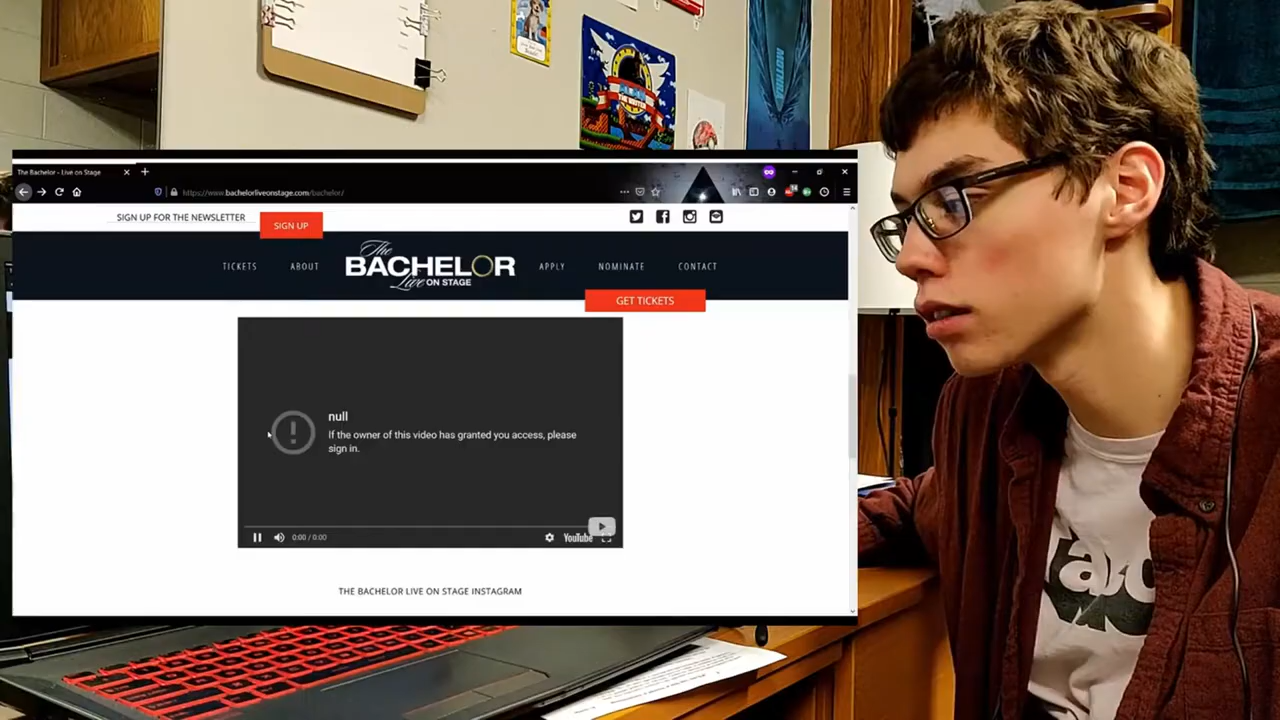 The Bachelor - Live on Stage
https://www.bachelorliveonstage.com/bachelor/
SIGN UP FOR THE NEWSLETTER
SIGN UP
TICKETS
ABOUT
The
BACHELOR
Live ON STAGE
APPLY
NOMINATE
CONTACT
GET TICKETS
null
If the owner of this video has granted you access, please
sign in.
0:00 / 0:00
YouTube
THE BACHELOR LIVE ON STAGE INSTAGRAM